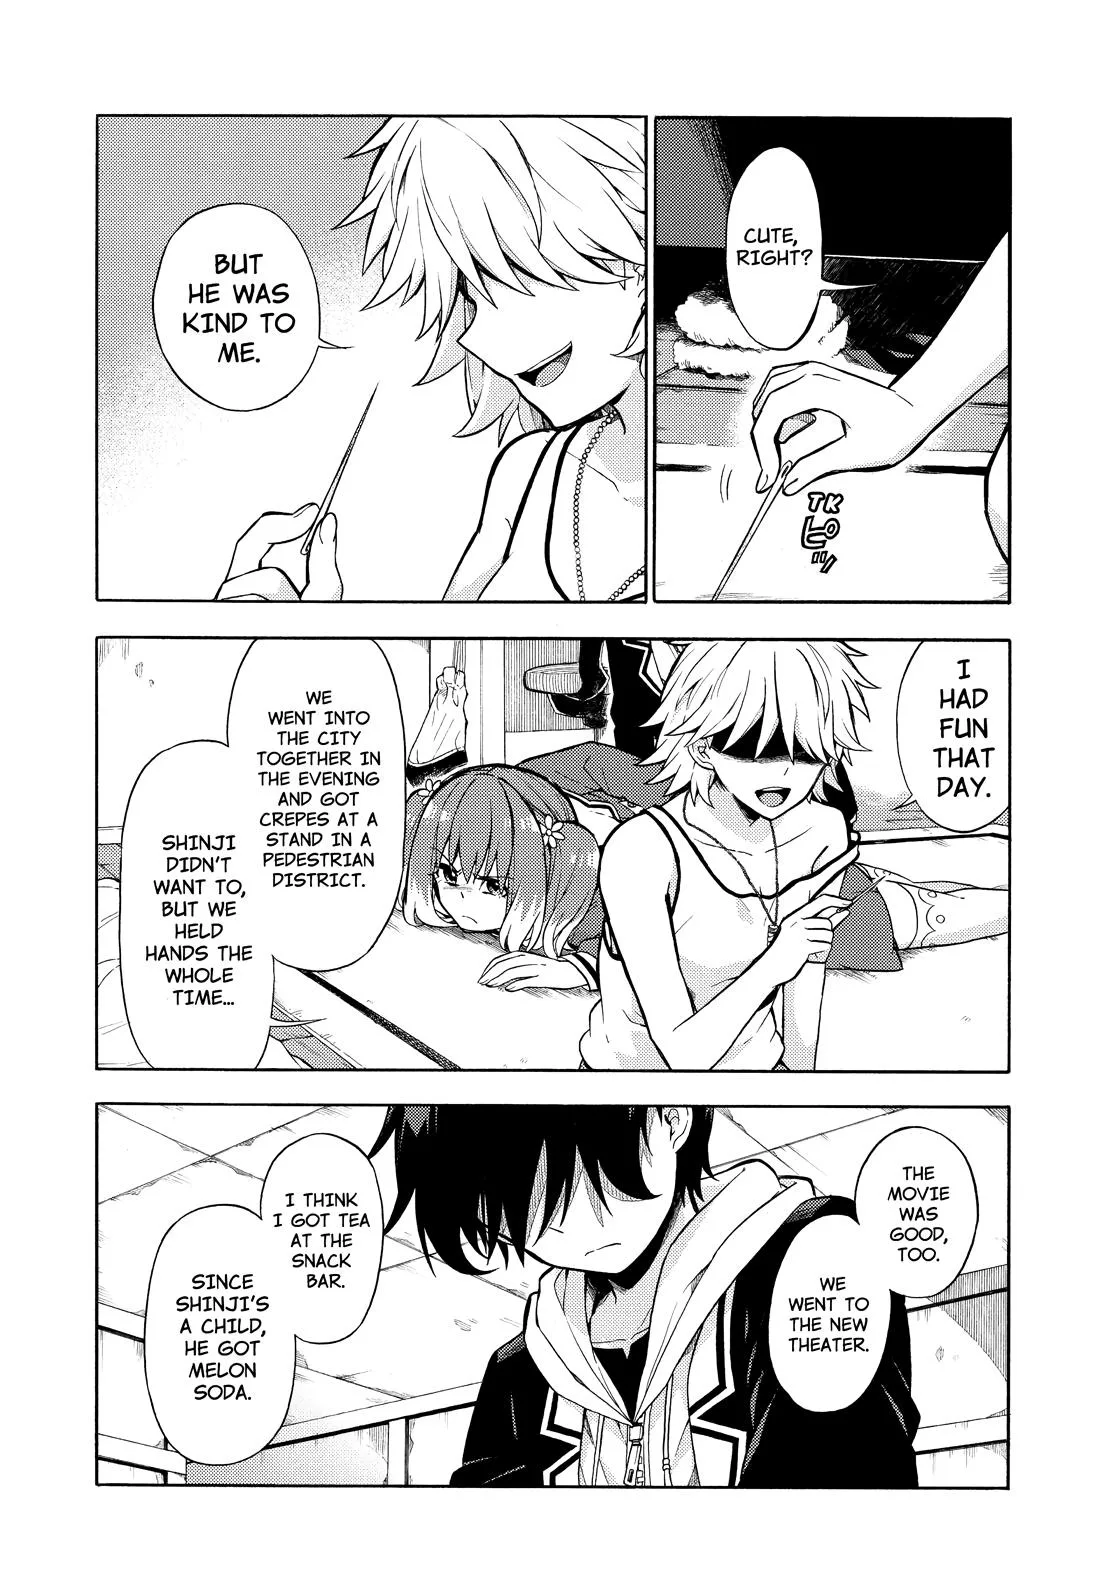 CUTE,
RIGHT?
TK
ピッ
BUT
HE WAS
KIND TO
ME.
I
HAD
FUN
THAT
DAY.
WE
WENT INTO
THE CITY
TOGETHER IN
THE EVENING
AND GOT
CREPES AT A
STAND IN A
PEDESTRIAN
DISTRICT.
SHINJI
DIDN'T
WANT TO,
BUT WE
HELD
HANDS THE
WHOLE
TIME...
THE
MOVIE
WAS
GOOD,
TOO.
WE
WENT TO
THE NEW
THEATER.
I THINK
I GOT TEA
AT THE
SNACK
BAR.
SINCE
SHINJI'S
A CHILD,
HE GOT
MELON
SODA.